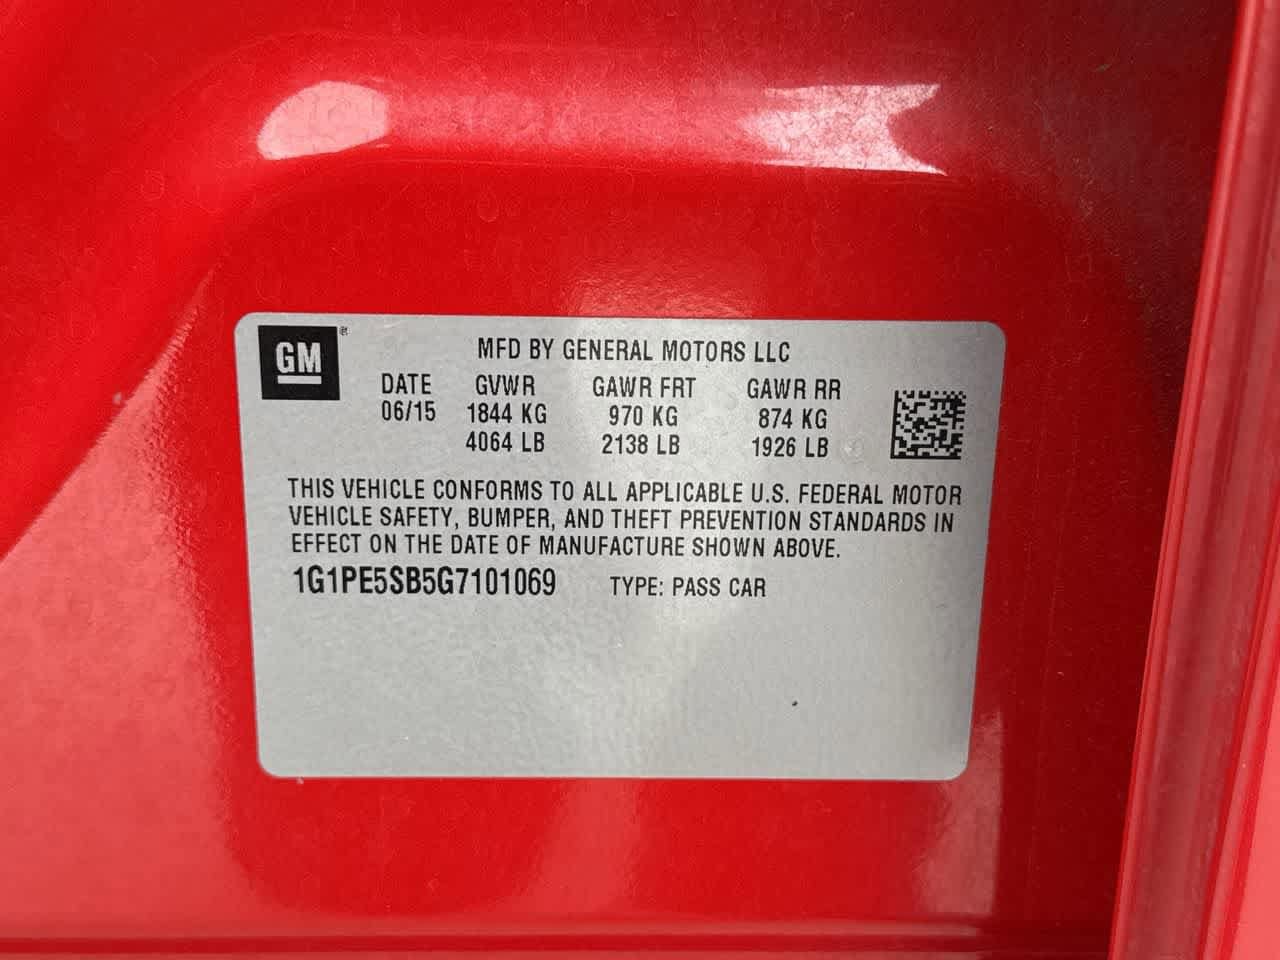 GM®
MFD BY GENERAL MOTORS LLC
DATE GVWR GAWR FRT GAWR RR
06/15 1844 KG 970 KG 874 KG
4064 LB 2138 LB 1926 LB
THIS VEHICLE CONFORMS TO ALL APPLICABLE U.S. FEDERAL MOTOR
VEHICLE SAFETY, BUMPER, AND THEFT PREVENTION STANDARDS IN
EFFECT ON THE DATE OF MANUFACTURE SHOWN ABOVE.
1G1PE5SB5G7101069 TYPE: PASS CAR